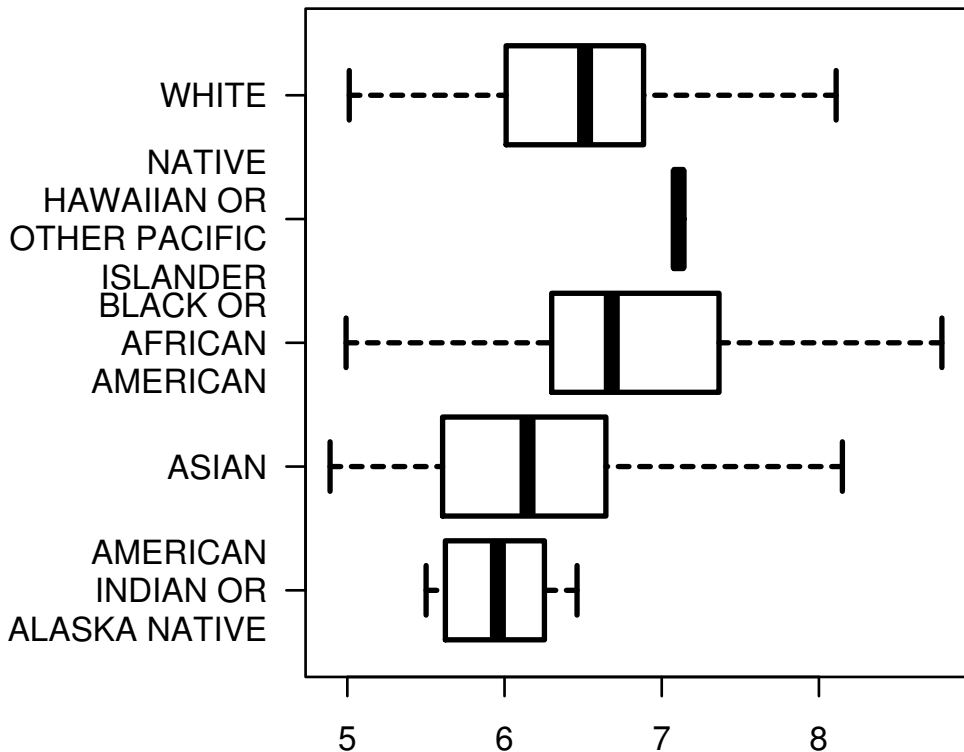 WHITE
NATIVE
HAWAIIAN OR
OTHER PACIFIC
ISLANDER
BLACK OR
AFRICAN
AMERICAN
ASIAN
AMERICAN
INDIAN OR
ALASKA NATIVE
5 6 7 8